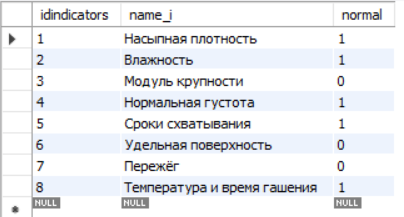 idindicators name_i normal
1 Насыпная плотность 1
2 Влажность 1
3 Модуль крупности 0
4 Нормальная густота 1
5 Сроки схватывания 1
6 Удельная поверхность 0
7 Пережёг 0
8 Температура и время гашения 1
NULL NULL NULL